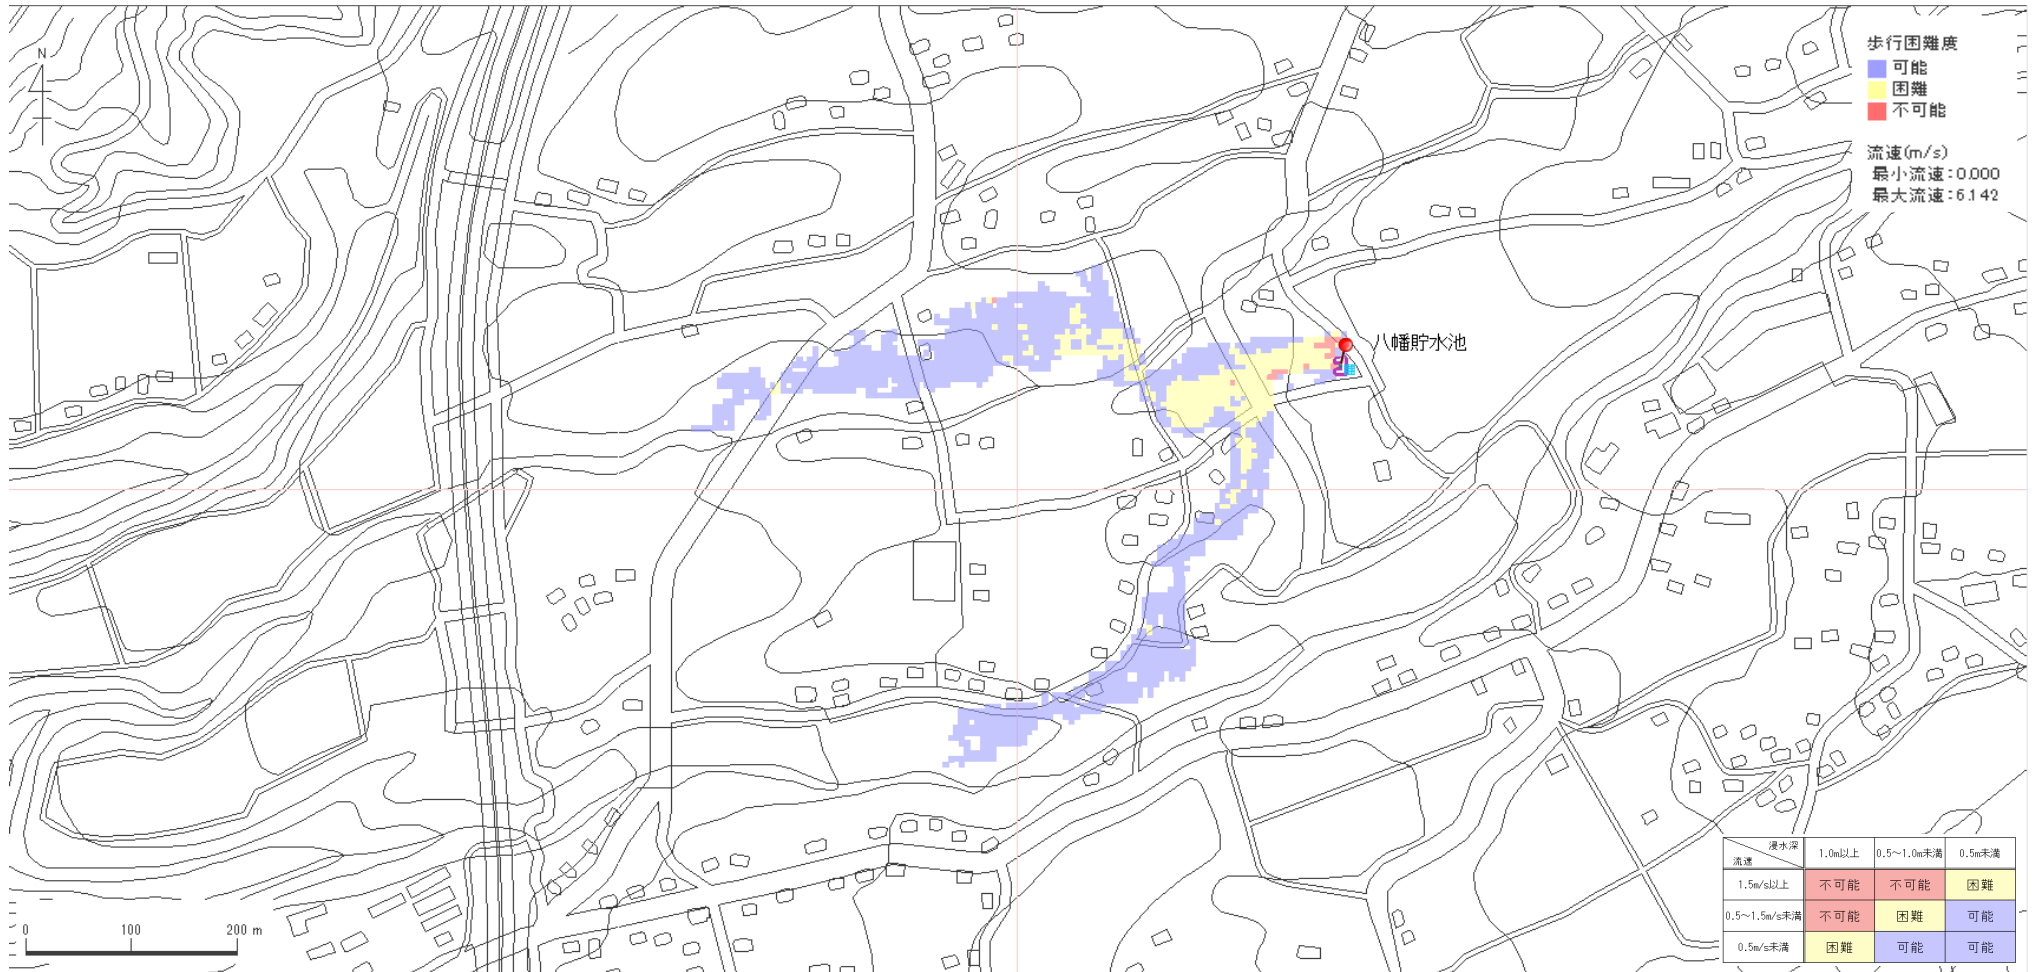 N
歩行困難度
可能
困難
不可能
流速(m/s)
最小流速:0.000
最大流速:6.142
八幡貯水池
0 100 200 m
浸水深
流速
1.0m以上 0.5~1.0m未満 0.5m未満
1.5m/s以上 不可能 不可能 困難
0.5~1.5m/s未満 不可能 困難 可能
0.5m/s未満 困難 可能 可能